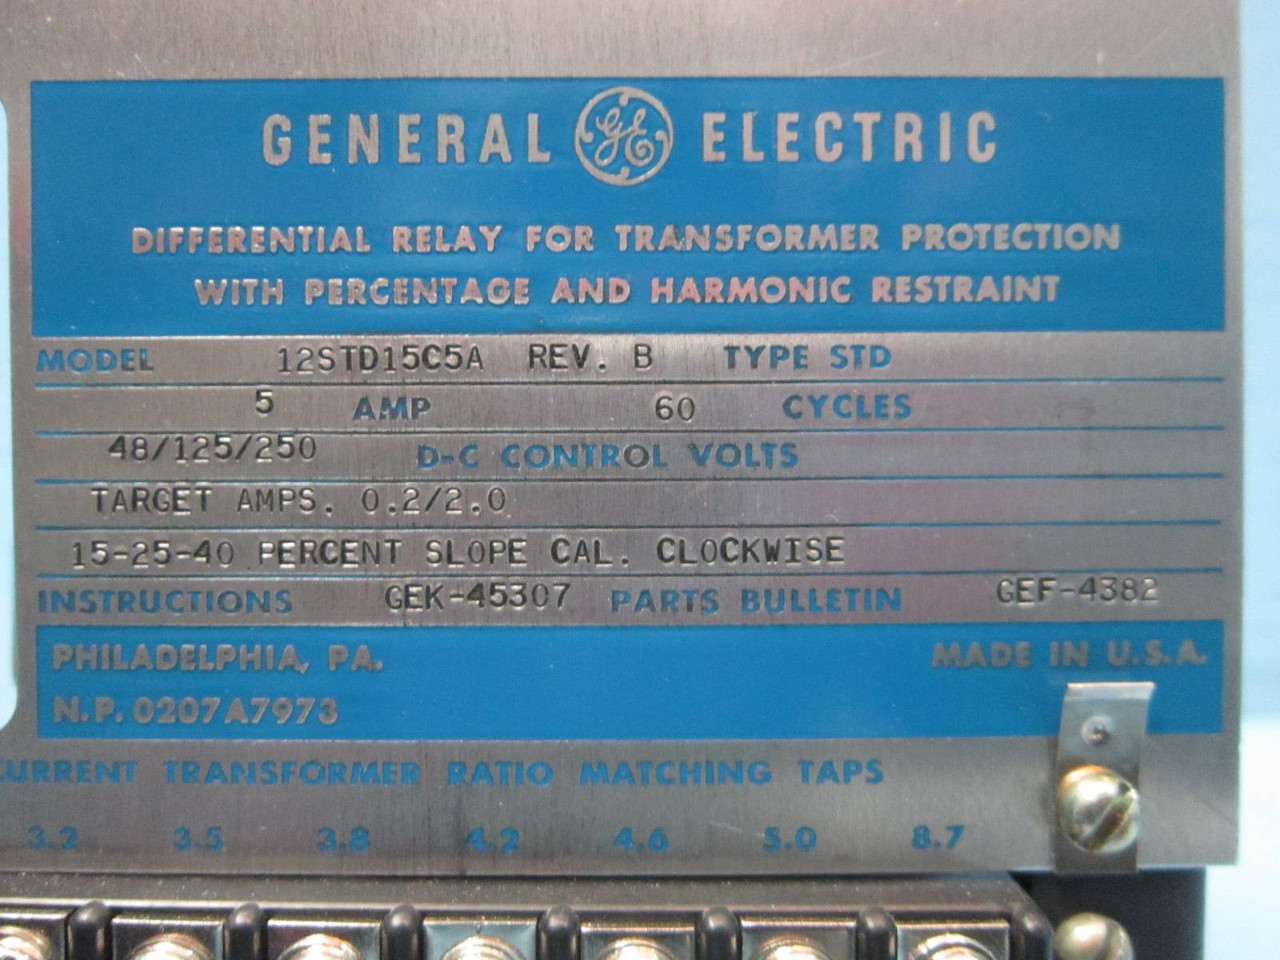 GENERAL GE ELECTRIC
DIFFERENTIAL RELAY FOR TRANSFORMER PROTECTION
WITH PERCENTAGE AND HARMONIC RESTRAINT
MODEL 12STD15C5A REV. B TYPE STD
5 AMP 60 CYCLES
48/125/250 D-C CONTROL VOLTS
TARGET AMPS. 0.2/2.0
15-25-40 PERCENT SLOPE CAL. CLOCKWISE
INSTRUCTIONS GEK-45307 PARTS BULLETIN GEF-4382
PHILADELPHIA, PA. MADE IN U.S.A.
N.P. 0207A7973
CURRENT TRANSFORMER RATIO MATCHING TAPS
3.2 3.5 3.8 4.2 4.6 5.0 8.7